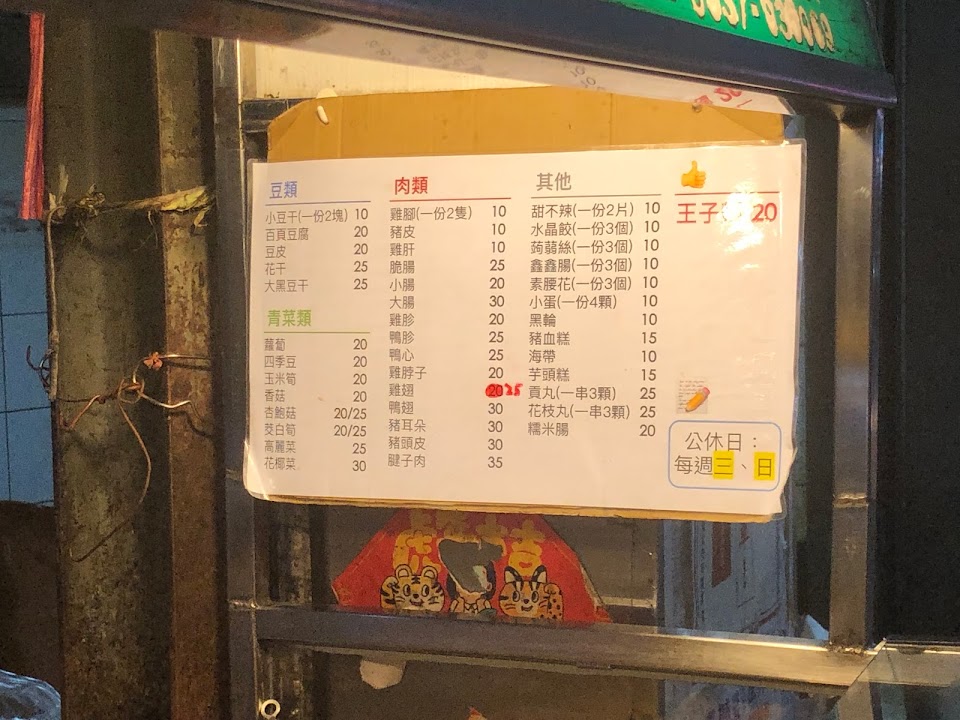 豆類
小豆干(一份2塊) 10
百頁豆腐 20
豆皮 20
花干 25
大黑豆干 25
青菜類
蘿蔔 20
四季豆 20
玉米筍 20
香菇 20
杏鮑菇 20/25
茭白筍 20/25
高麗菜 25
花椰菜 30
肉類
雞腳(一份2隻) 10
豬皮 10
雞肝 10
脆腸 25
小腸 20
大腸 30
雞胗 20
鴨胗 25
鴨心 25
雞脖子 20
雞翅 20 25
鴨翅 30
豬耳朵 30
豬頭皮 30
腱子肉 35
其他
甜不辣(一份2片) 10
水晶餃(一份3個) 10
蒟蒻絲(一份3個) 10
鑫鑫腸(一份3個) 10
素腰花(一份3個) 10
小蛋(一份4顆) 10
黑輪 10
豬血糕 15
海帶 10
芋頭糕 15
貢丸(一串3顆) 25
花枝丸(一串3顆) 25
糯米腸 20
王子 20
公休日：
每週三、日